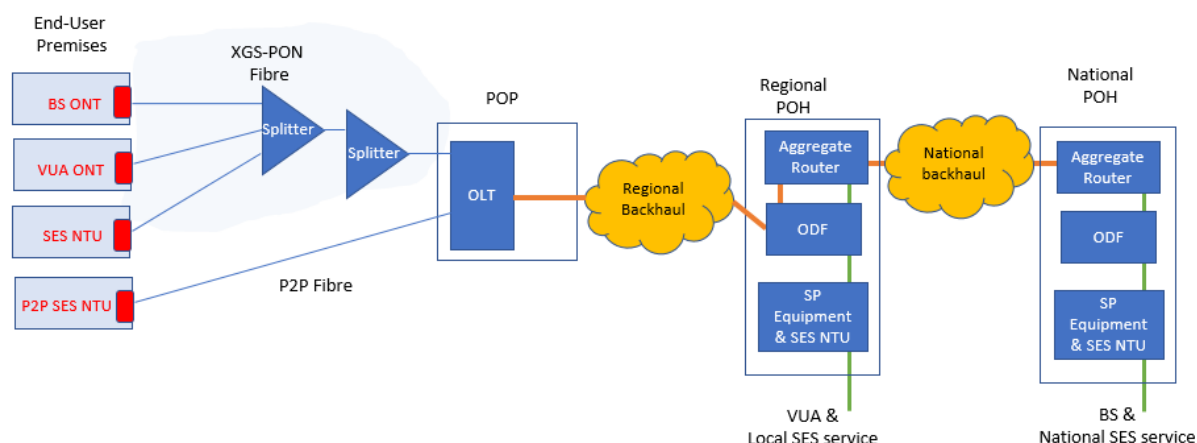 End-User
Premises
BS ONT
VUA ONT
SES NTU
P2P SES NTU
XGS-PON
Fibre
Splitter
Splitter
P2P Fibre
POP
OLT
Regional
Backhaul
Regional
POH
Aggregate
Router
ODF
SP
Equipment
& SES NTU
VUA &
Local SES service
National
backhaul
National
POH
Aggregate
Router
ODF
SP
Equipment
& SES NTU
BS &
National SES service